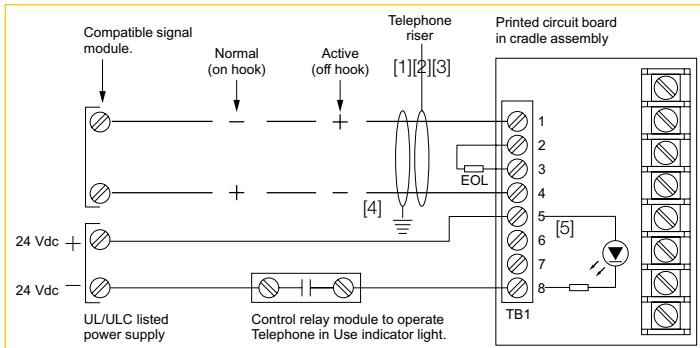 Compatible signal
module.
Normal
(on hook)
Active
(off hook)
Telephone
riser
[1][2][3]
Printed circuit board
in cradle assembly
− +
+ −
[4]
EOL
1
2
3
4
5
6
7
8
[5]
TB1
24 Vdc +
24 Vdc −
UL/ULC listed
power supply
Control relay module to operate
Telephone in Use indicator light.